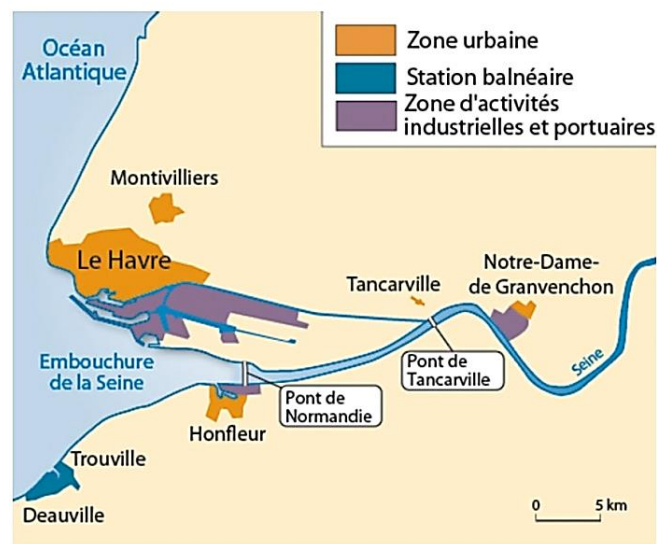 Océan
Atlantique
Zone urbaine
Station balnéaire
Zone d'activités
industrielles et portuaires
Montivilliers
Le Havre
Tancarville
Notre-Dame-
de Granvenchon
Embouchure
de la Seine
Pont de
Normandie
Pont de
Tancarville
Seine
Honfleur
Trouville
Deauville
0 5 km